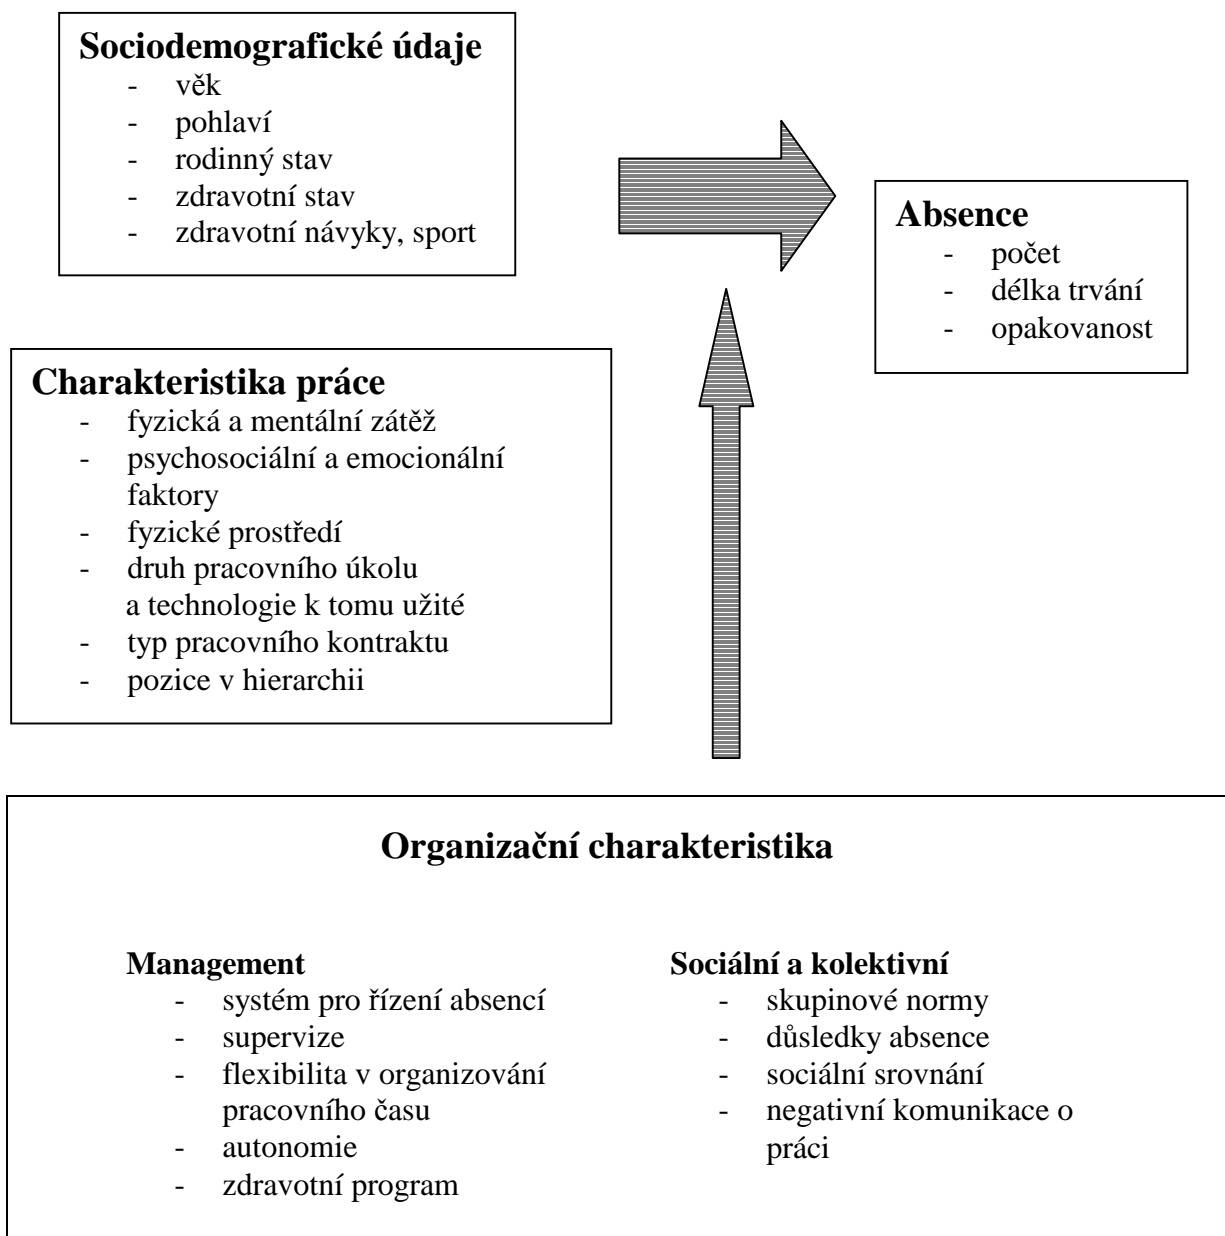 Sociodemografické údaje
- věk
- pohlaví
- rodinný stav
- zdravotní stav
- zdravotní návyky, sport
Absence
- počet
- délka trvání
- opakovanost
Charakteristika práce
- fyzická a mentální zátěž
- psychosociální a emocionální
faktory
- fyzické prostředí
- druh pracovního úkolu
a technologie k tomu užité
- typ pracovního kontraktu
- pozice v hierarchii
Organizační charakteristika
Management
- systém pro řízení absencí
- supervize
- flexibilita v organizování
pracovního času
- autonomie
- zdravotní program
Sociální a kolektivní
- skupinové normy
- důsledky absence
- sociální srovnání
- negativní komunikace o
práci